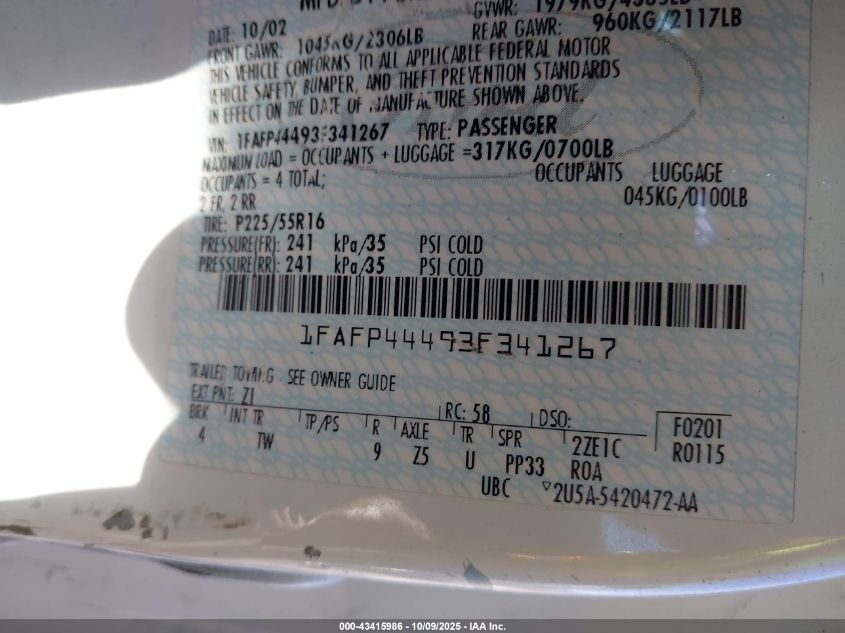 GVWR: 1979KG/4363LB
DATE: 10/02
FRONT GAWR: 1045KG/2306LB REAR GAWR: 960KG/2117LB
THIS VEHICLE CONFORMS TO ALL APPLICABLE FEDERAL MOTOR
VEHICLE SAFETY, BUMPER, AND THEFT PREVENTION STANDARDS
IN EFFECT ON THE DATE OF MANUFACTURE SHOWN ABOVE.
VIN: 1FAFP44493F341267 TYPE: PASSENGER
MAXIMUM LOAD = OCCUPANTS + LUGGAGE =317KG/0700LB
OCCUPANTS = 4 TOTAL; OCCUPANTS LUGGAGE
2 FR, 2 RR 045KG/0100LB
TIRE: P225/55R16
PRESSURE(FR): 241 kPa/35 PSI COLD
PRESSURE(RR): 241 kPa/35 PSI COLD
1FAFP44493F341267
TRAILER TOWING - SEE OWNER GUIDE
EXT PNT: Z1 RC: 58 DSO: F0201
BRK INT TR TP/PS R AXLE TR SPR 2ZE1C R0115
4 TW 9 Z5 U PP33 ROA
UBC ▽2U5A-5420472-AA
000-43415986 - 10/09/2025 - IAA Inc.